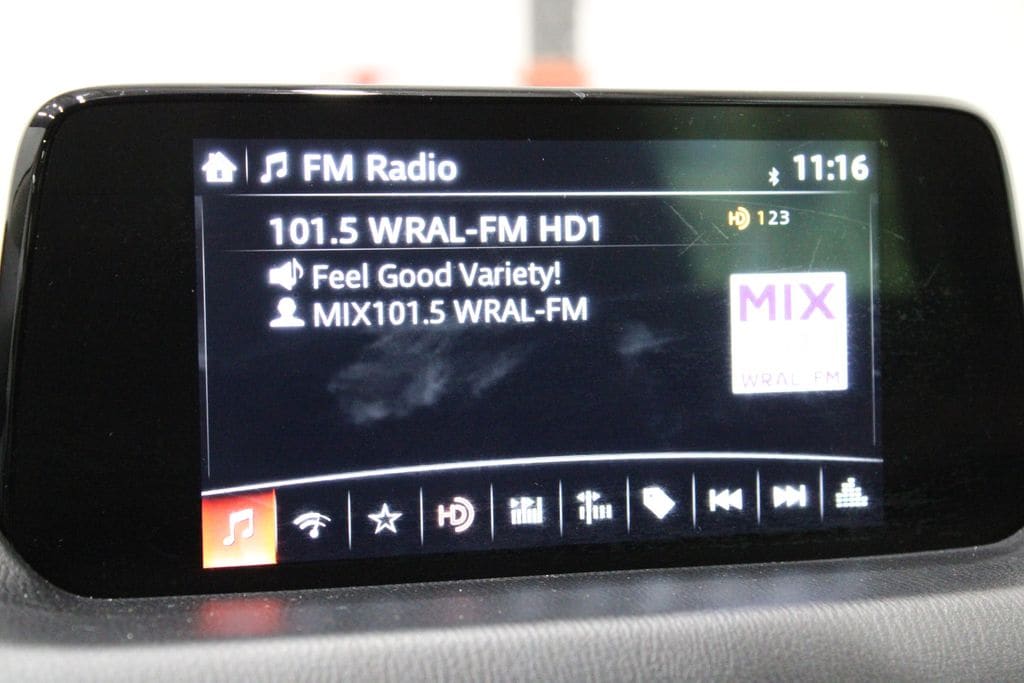 FM Radio
11:16
101.5 WRAL-FM HD1
HD 123
Feel Good Variety!
MIX101.5 WRAL-FM
MIX
WRAL FM
HD